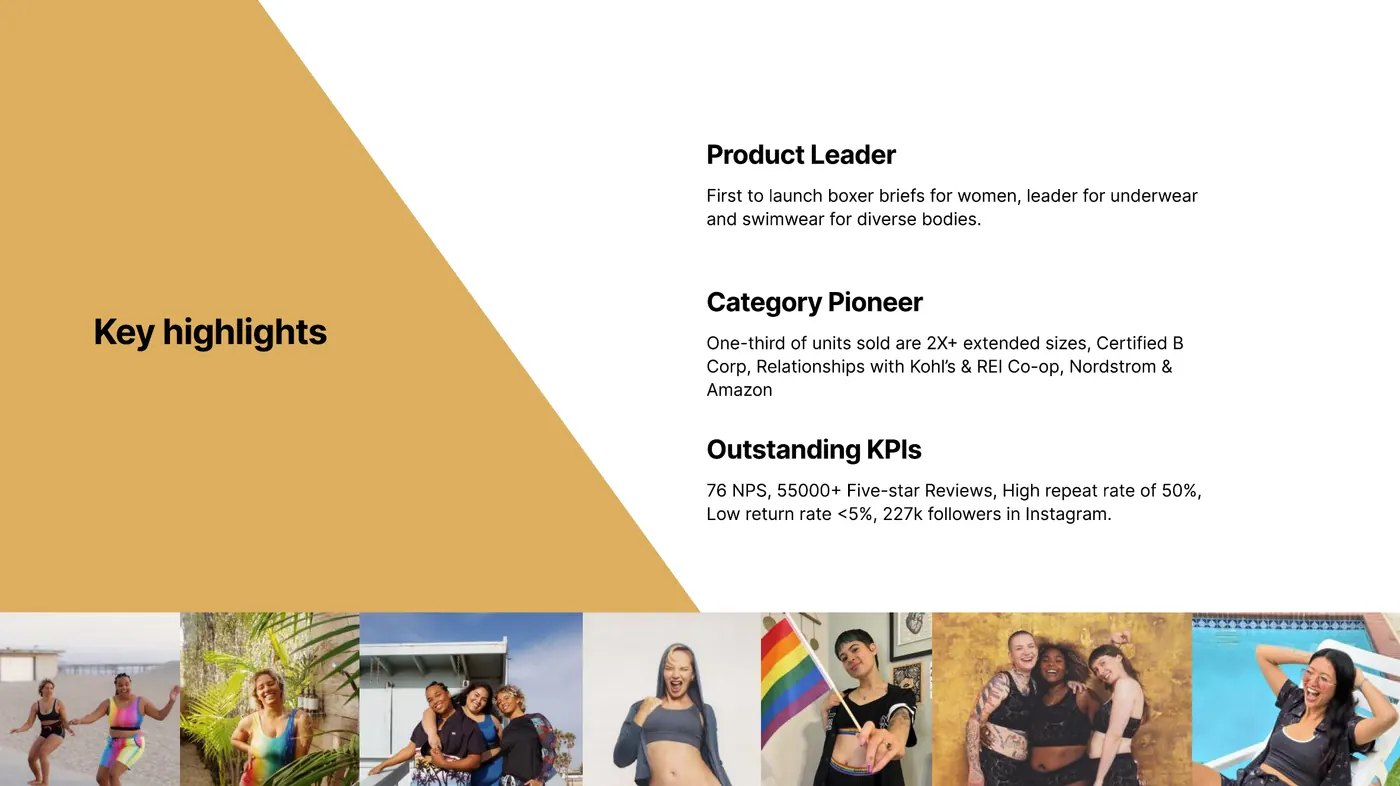 Key highlights
Product Leader
First to launch boxer briefs for women, leader for underwear
and swimwear for diverse bodies.
Category Pioneer
One-third of units sold are 2X+ extended sizes, Certified B
Corp, Relationships with Kohl’s & REI Co-op, Nordstrom &
Amazon
Outstanding KPIs
76 NPS, 55000+ Five-star Reviews, High repeat rate of 50%,
Low return rate <5%, 227k followers in Instagram.